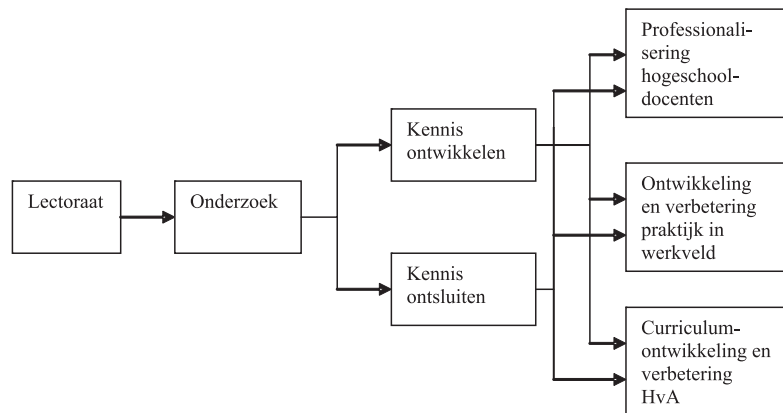 Lectoraat
Onderzoek
Kennis
ontwikkelen
Kennis
ontsluiten
Professionali-
sering
hogeschool-
docenten
Ontwikkeling
en verbetering
praktijk in
werkveld
Curriculum-
ontwikkeling en
verbetering
HvA